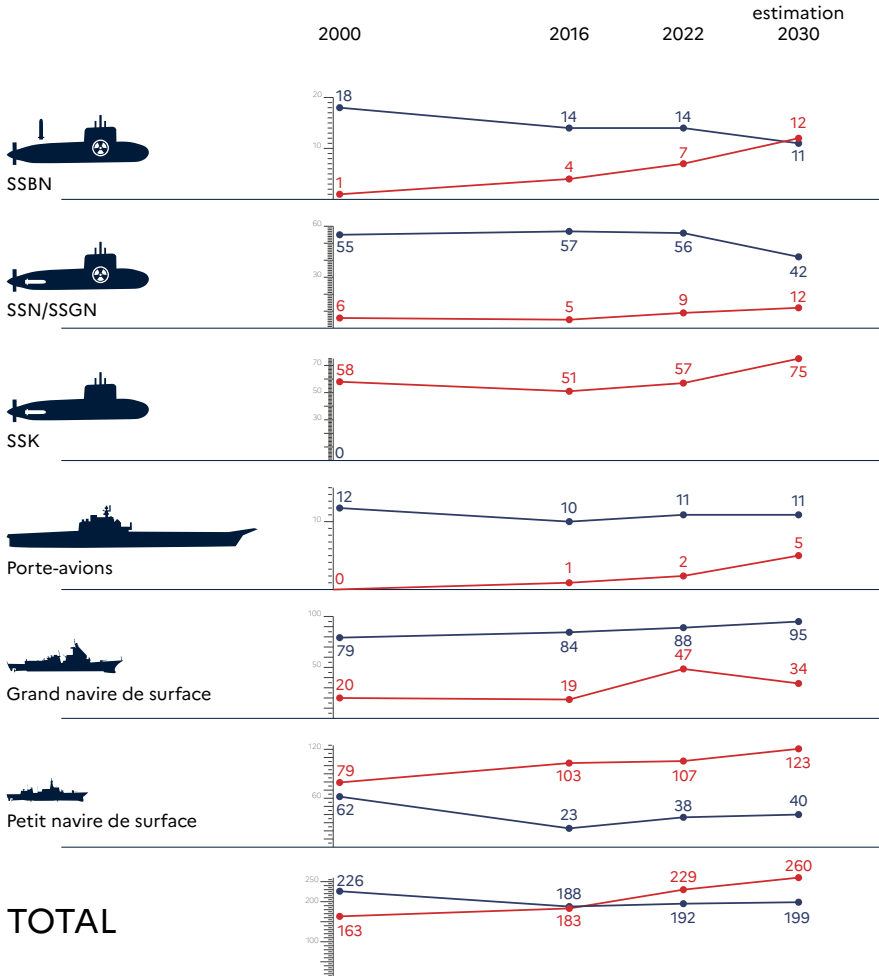 estimation
2000 2016 2022 2030
20
18 14 14 12
10
1 4 7 11
SSBN
60
55 57 56 42
30
6 5 9 12
SSN/SSGN
70
58 51 57 75
50
30
0
SSK
12 10 11 11
10
0 1 2 5
Porte-avions
100
79 84 88 95
50
20 19 47 34
Grand navire de surface
120
79 103 107 123
60
62 23 38 40
Petit navire de surface
250
226 188 229 260
200
163 183 192 199
100
TOTAL